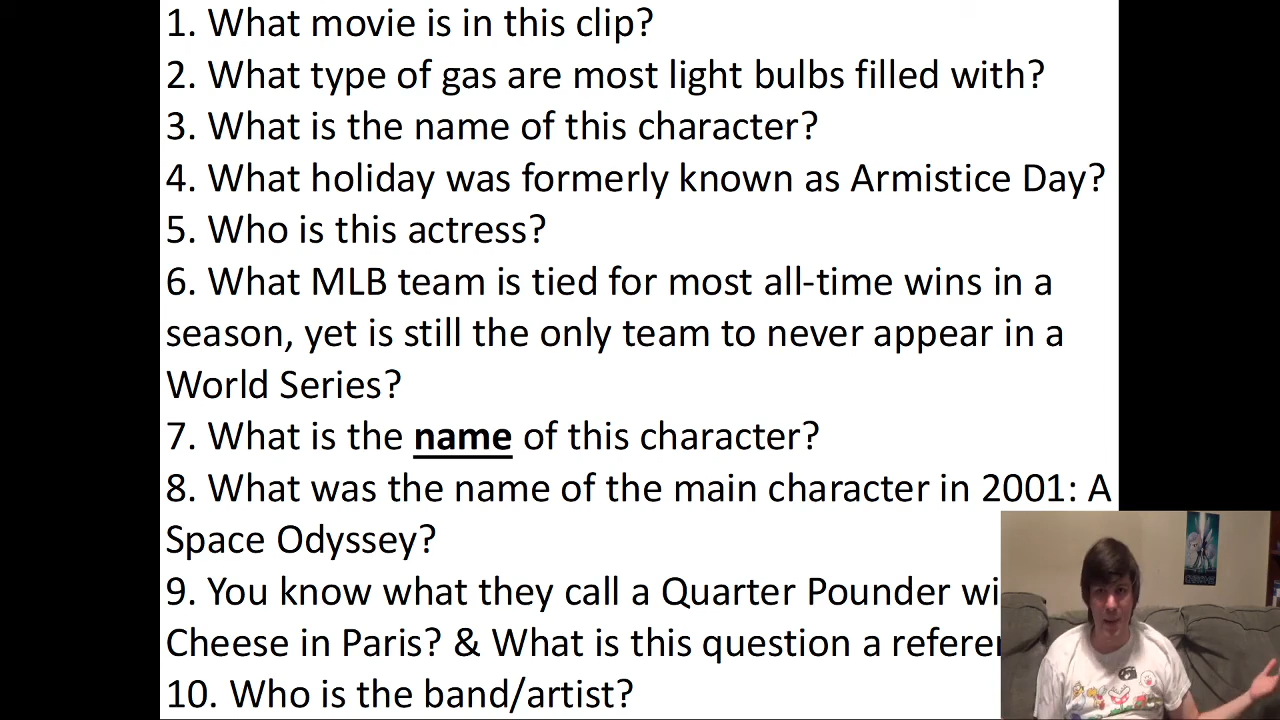 1. What movie is in this clip?
2. What type of gas are most light bulbs filled with?
3. What is the name of this character?
4. What holiday was formerly known as Armistice Day?
5. Who is this actress?
6. What MLB team is tied for most all-time wins in a
season, yet is still the only team to never appear in a
World Series?
7. What is the name of this character?
8. What was the name of the main character in 2001: A
Space Odyssey?
9. You know what they call a Quarter Pounder wi
Cheese in Paris? & What is this question a referen
10. Who is the band/artist?